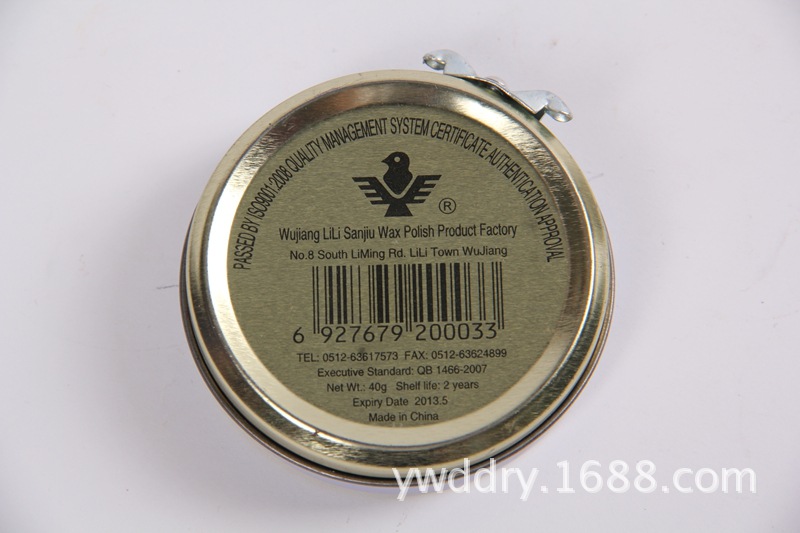 PASSED BY ISO9001:2008 QUALITY MANAGEMENT SYSTEM CERTIFICATE AUTHENTICATION APPROVAL
®
Wujiang LiLi Sanjiu Wax Polish Product Factory
No.8 South LiMing Rd. LiLi Town WuJiang
6 927679 200033
TEL: 0512-63617573 FAX: 0512-63624899
Executive Standard: QB 1466-2007
Net Wt.: 40g Shelf life: 2 years
Expiry Date 2013.5
Made in China
ywddry.1688.com